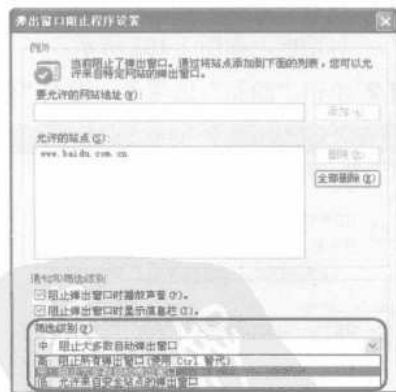 弹出窗口阻止程序设置
例外
当前阻止了弹出窗口。通过将站点添加到下面的列表，您可以允
许来自特定网站的弹出窗口。
要允许的网站地址(W):
添加(A)
允许的站点(S):
www.baidu.com.cn
删除(R)
全部删除(E)
通知和筛选级别
阻止弹出窗口时播放声音(P)。
阻止弹出窗口时显示信息栏(I)。
筛选级别(F)
中: 阻止大多数自动弹出窗口
高: 阻止所有弹出窗口(使用 Ctrl 替代)
低: 允许来自安全站点的弹出窗口